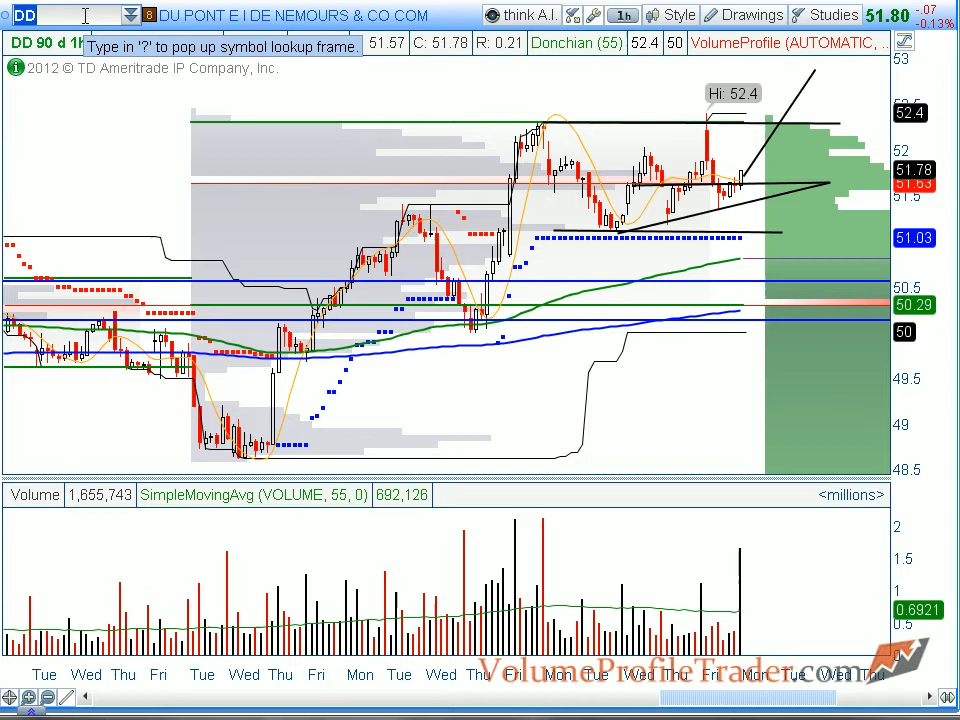 DD 8 DU PONT E I DE NEMOURS & CO COM think A.I. 1h Style Drawings Studies 51.80 -.07
-0.13%
DD 90 d 1h Type in '?' to pop up symbol lookup frame. 51.57 C: 51.78 R: 0.21 Donchian (55) 52.4 50 VolumeProfile (AUTOMATIC, ..
2012 © TD Ameritrade IP Company, Inc.
53
Hi: 52.4
52.4
52
51.78
51.63
51.5
51.03
50.5
50.29
50
49.5
49
48.5
Volume 1,655,743 SimpleMovingAvg (VOLUME, 55, 0) 692,126 <millions>
2
1.5
1
0.6921
0.5
0
Tue Wed Thu Fri Tue Wed Thu Fri Mon Tue Wed Thu Fri Mon Tue Wed Thu Fri Mon Tue Wed Thu
VolumeProfileTrader.com